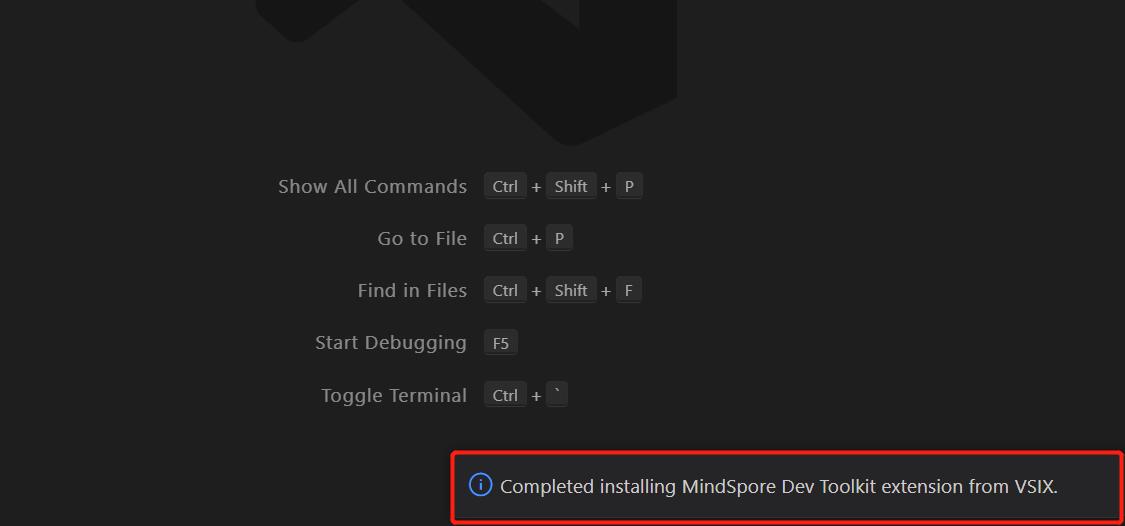 Show All Commands Ctrl + Shift + P
Go to File Ctrl + P
Find in Files Ctrl + Shift + F
Start Debugging F5
Toggle Terminal Ctrl + `
Completed installing MindSpore Dev Toolkit extension from VSIX.